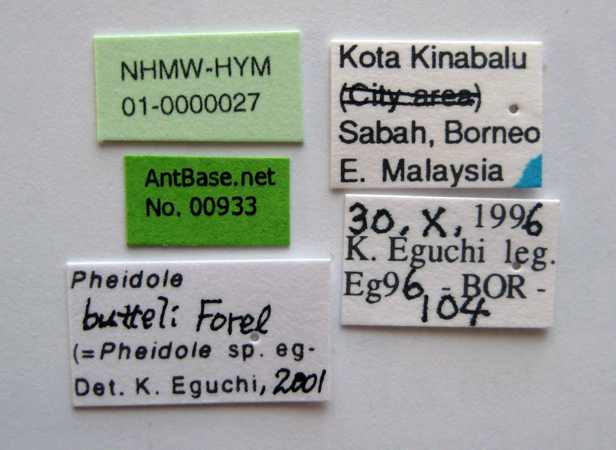 NHMW-HYM
01-0000027
AntBase.net
No. 00933
Pheidole
butteli Forel
(=Pheidole sp. eg-
Det. K. Eguchi, 2001
Kota Kinabalu
(City area)
Sabah, Borneo
E. Malaysia
30, X, 1996
K. Eguchi leg.
Eg96 - BOR -
104